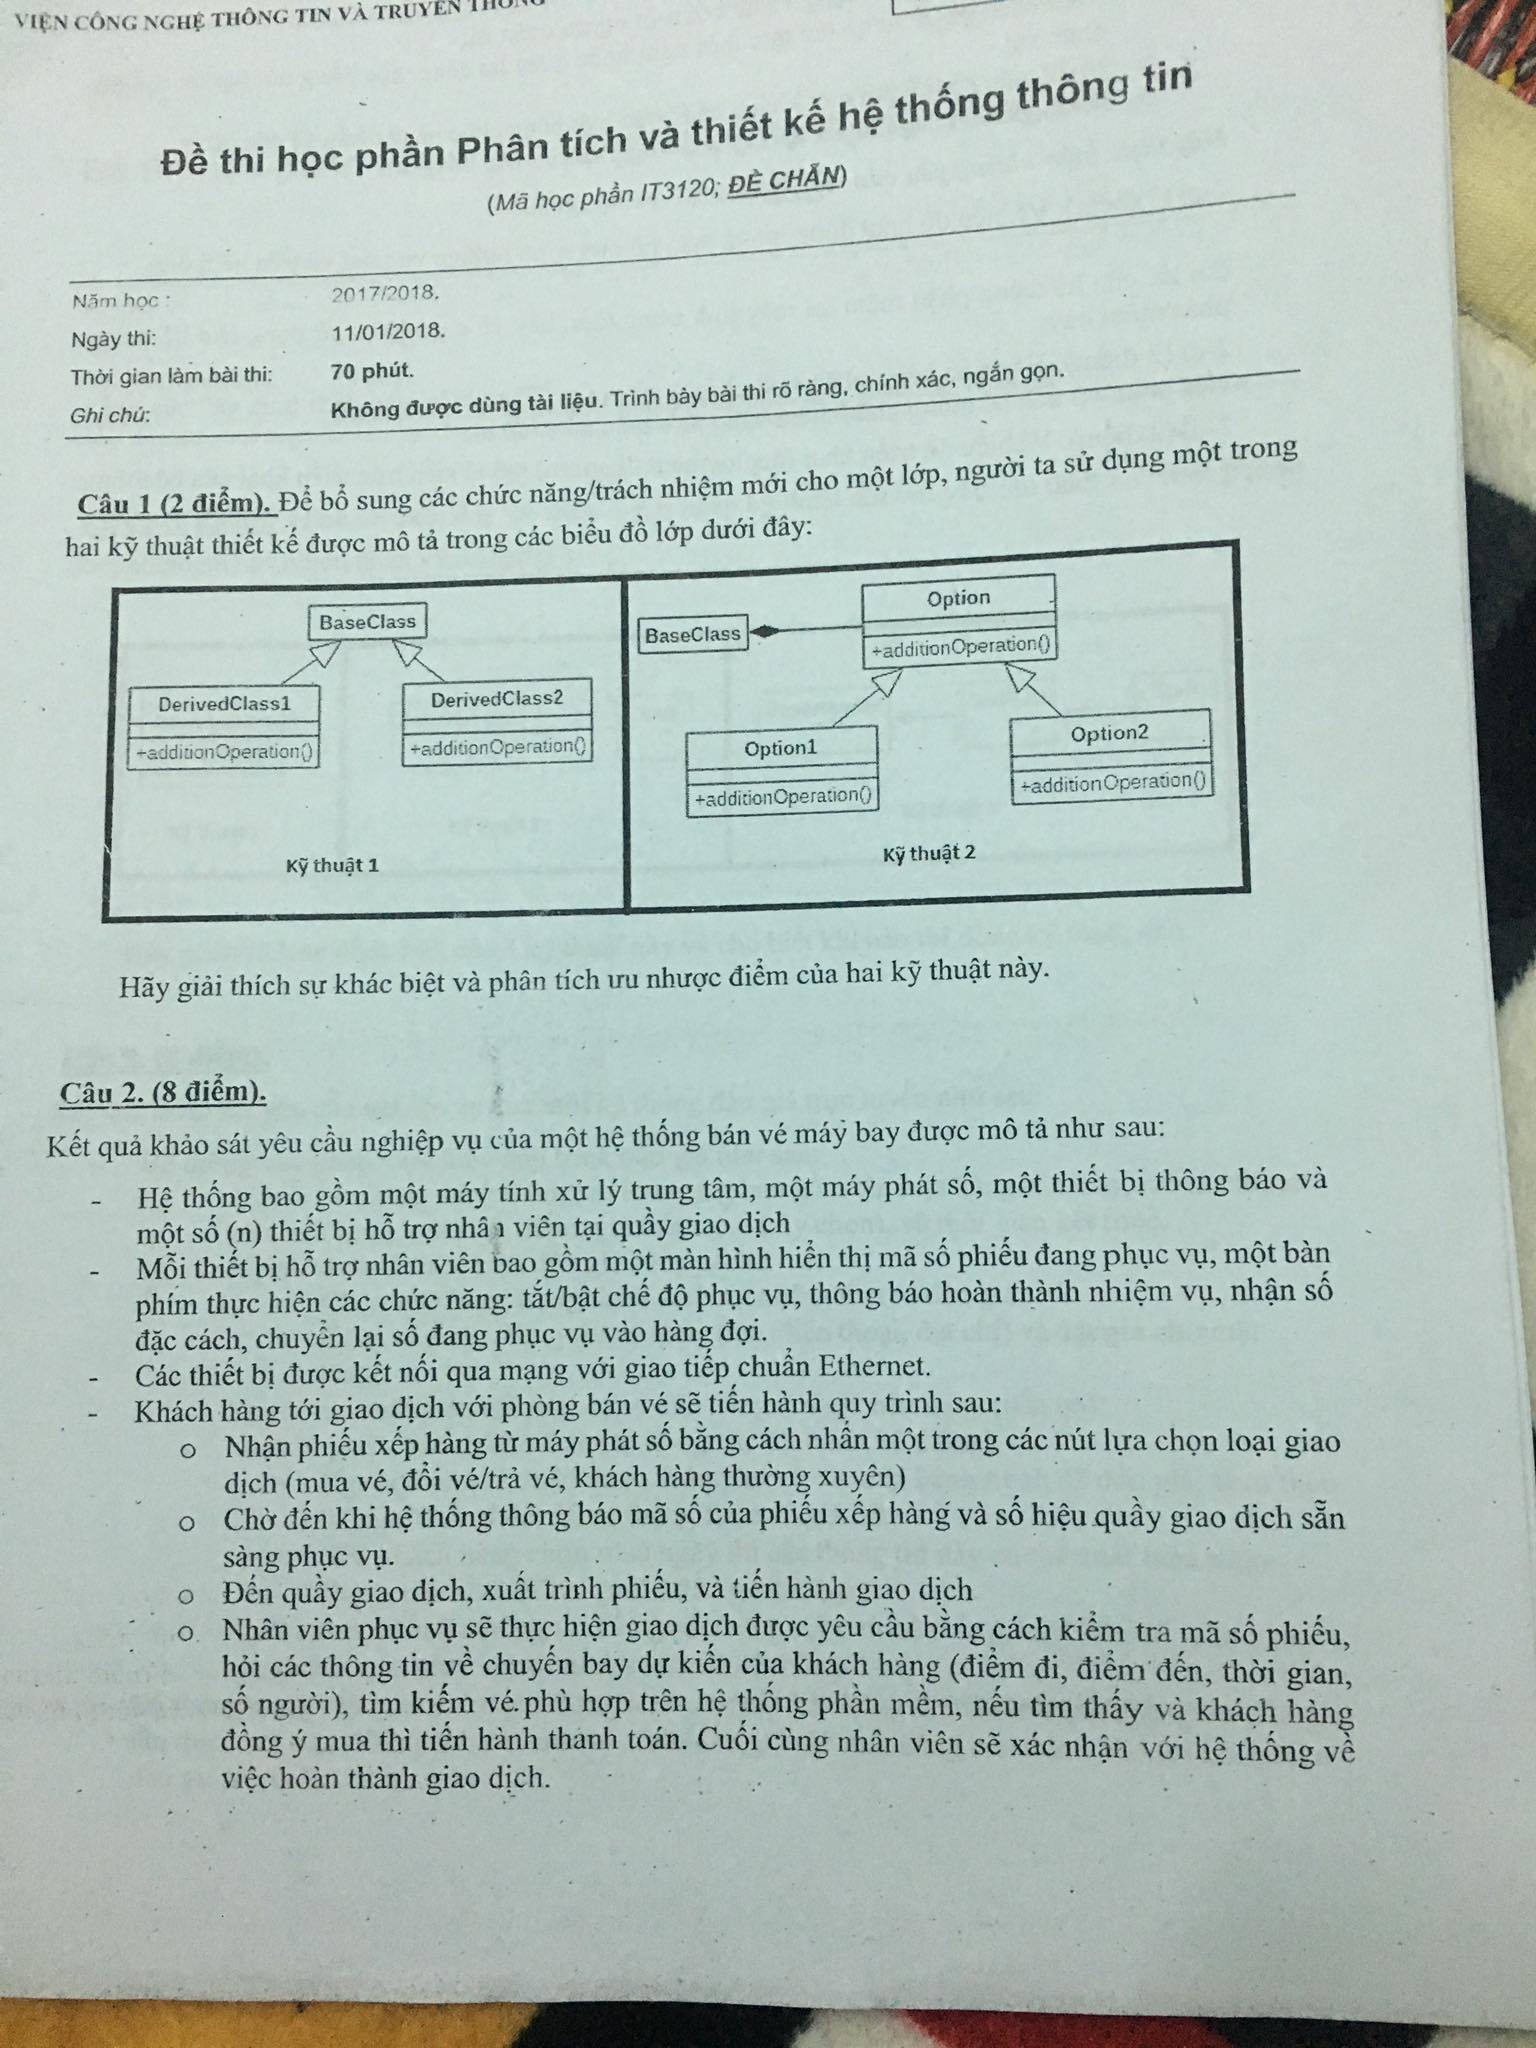 VIỆN CÔNG NGHỆ THÔNG TIN VÀ TRUYỀN THÔNG
Đề thi học phần Phân tích và thiết kế hệ thống thông tin
(Mã học phần IT3120; ĐỀ CHẴN)
Năm học : 2017/2018.
Ngày thi: 11/01/2018.
Thời gian làm bài thi: 70 phút.
Ghi chú: Không được dùng tài liệu. Trình bày bài thi rõ ràng, chính xác, ngắn gọn.
Câu 1 (2 điểm). Để bổ sung các chức năng/trách nhiệm mới cho một lớp, người ta sử dụng một trong
hai kỹ thuật thiết kế được mô tả trong các biểu đồ lớp dưới đây:
BaseClass
DerivedClass1
+additionOperation()
DerivedClass2
+additionOperation()
Kỹ thuật 1
BaseClass
Option
+additionOperation()
Option1
+additionOperation()
Option2
+additionOperation()
Kỹ thuật 2
Hãy giải thích sự khác biệt và phân tích ưu nhược điểm của hai kỹ thuật này.
Câu 2. (8 điểm).
Kết quả khảo sát yêu cầu nghiệp vụ của một hệ thống bán vé máy bay được mô tả như sau:
- Hệ thống bao gồm một máy tính xử lý trung tâm, một máy phát số, một thiết bị thông báo và
một số (n) thiết bị hỗ trợ nhân viên tại quầy giao dịch
- Mỗi thiết bị hỗ trợ nhân viên bao gồm một màn hình hiển thị mã số phiếu đang phục vụ, một bàn
phím thực hiện các chức năng: tắt/bật chế độ phục vụ, thông báo hoàn thành nhiệm vụ, nhận số
đặc cách, chuyển lại số đang phục vụ vào hàng đợi.
- Các thiết bị được kết nối qua mạng với giao tiếp chuẩn Ethernet.
- Khách hàng tới giao dịch với phòng bán vé sẽ tiến hành quy trình sau:
o Nhận phiếu xếp hàng từ máy phát số bằng cách nhấn một trong các nút lựa chọn loại giao
dịch (mua vé, đổi vé/trả vé, khách hàng thường xuyên)
o Chờ đến khi hệ thống thông báo mã số của phiếu xếp hàng và số hiệu quầy giao dịch sẵn
sàng phục vụ.
o Đến quầy giao dịch, xuất trình phiếu, và tiến hành giao dịch
o Nhân viên phục vụ sẽ thực hiện giao dịch được yêu cầu bằng cách kiểm tra mã số phiếu,
hỏi các thông tin về chuyến bay dự kiến của khách hàng (điểm đi, điểm đến, thời gian,
số người), tìm kiếm vé phù hợp trên hệ thống phần mềm, nếu tìm thấy và khách hàng
đồng ý mua thì tiến hành thanh toán. Cuối cùng nhân viên sẽ xác nhận với hệ thống về
việc hoàn thành giao dịch.